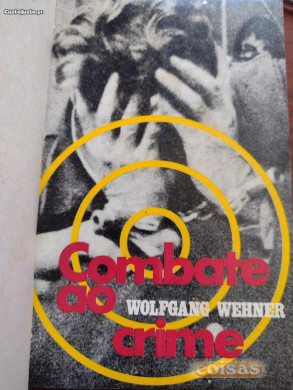 CustoJusto.pt
Combate
ao
WOLFGANG WEHNER
crime
coisas